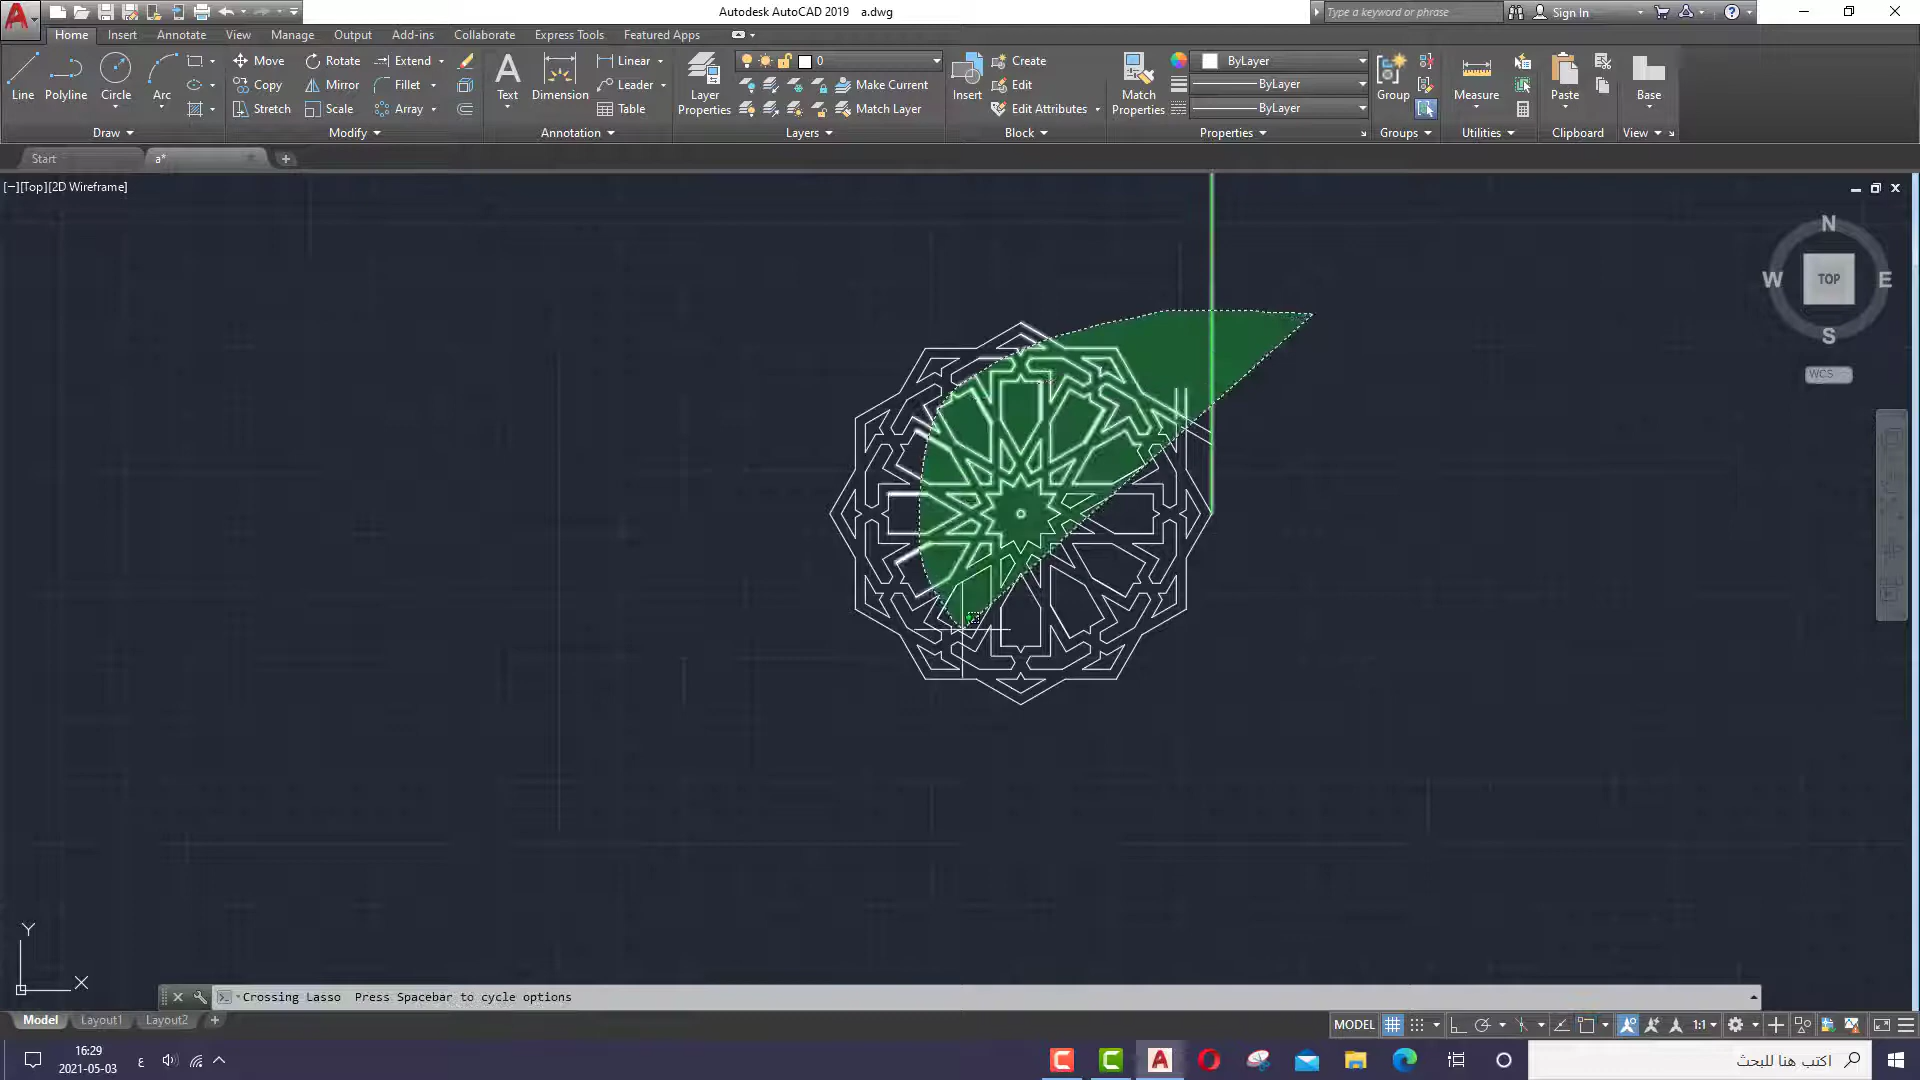 Autodesk AutoCAD 2019 a.dwg
Type a keyword or phrase
Sign In
Home Insert Annotate View Manage Output Add-ins Collaborate Express Tools Featured Apps
Line
Polyline
Circle
Arc
Draw
Move
Rotate
Extend
Copy
Mirror
Fillet
Stretch
Scale
Array
Modify
Text
Dimension
Linear
Leader
Table
Annotation
Layer
Properties
0
Make Current
Match Layer
Layers
Insert
Create
Edit
Edit Attributes
Block
Match
Properties
ByLayer
ByLayer
ByLayer
Properties
Group
Groups
Measure
Utilities
Paste
Clipboard
Base
View
Start
a*
[−][Top][2D Wireframe]
N
W
TOP
E
S
WCS
Y
X
Crossing Lasso Press Spacebar to cycle options
Model
Layout1
Layout2
MODEL
1:1
16:29
2021-05-03
ع
اكتب هنا للبحث